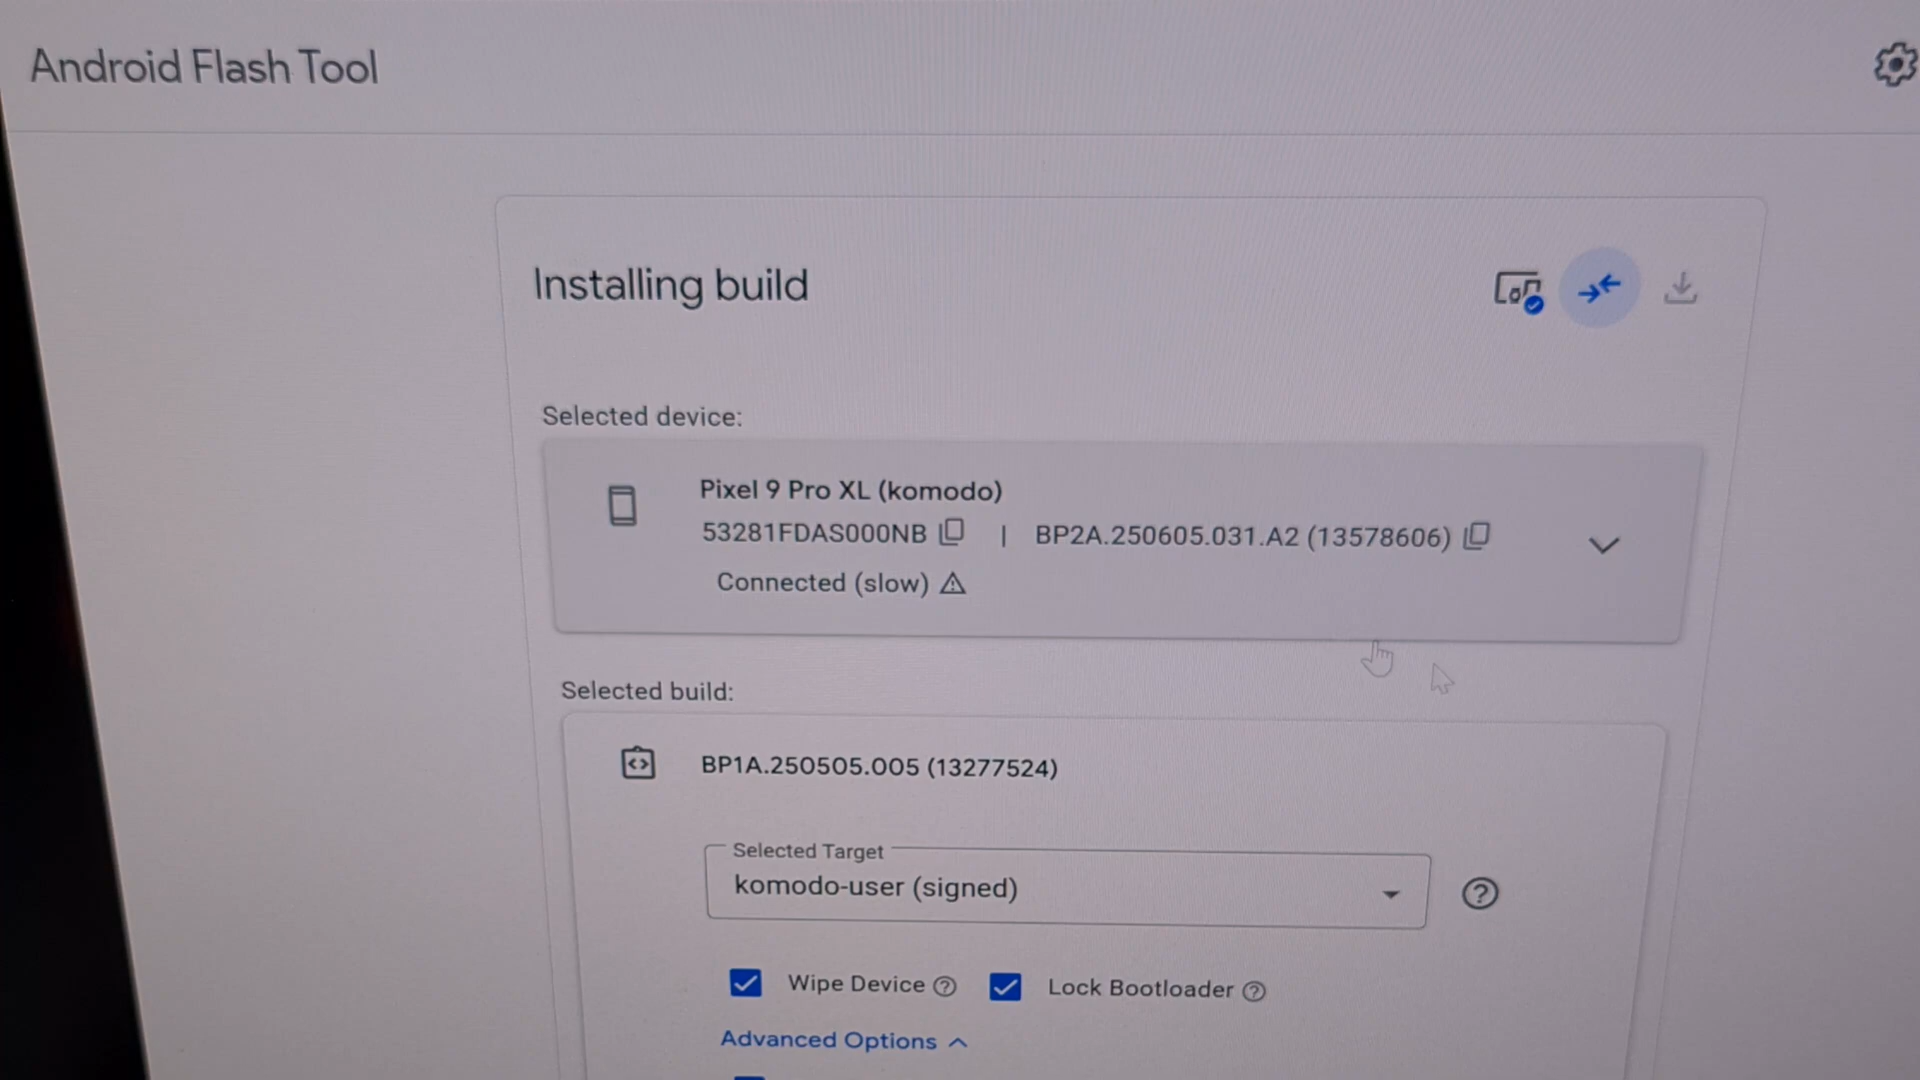 Android Flash Tool
Installing build
Selected device:
Pixel 9 Pro XL (komodo)
53281FDAS000NB | BP2A.250605.031.A2 (13578606)
Connected (slow)
Selected build:
BP1A.250505.005 (13277524)
Selected Target
komodo-user (signed)
Wipe Device Lock Bootloader
Advanced Options